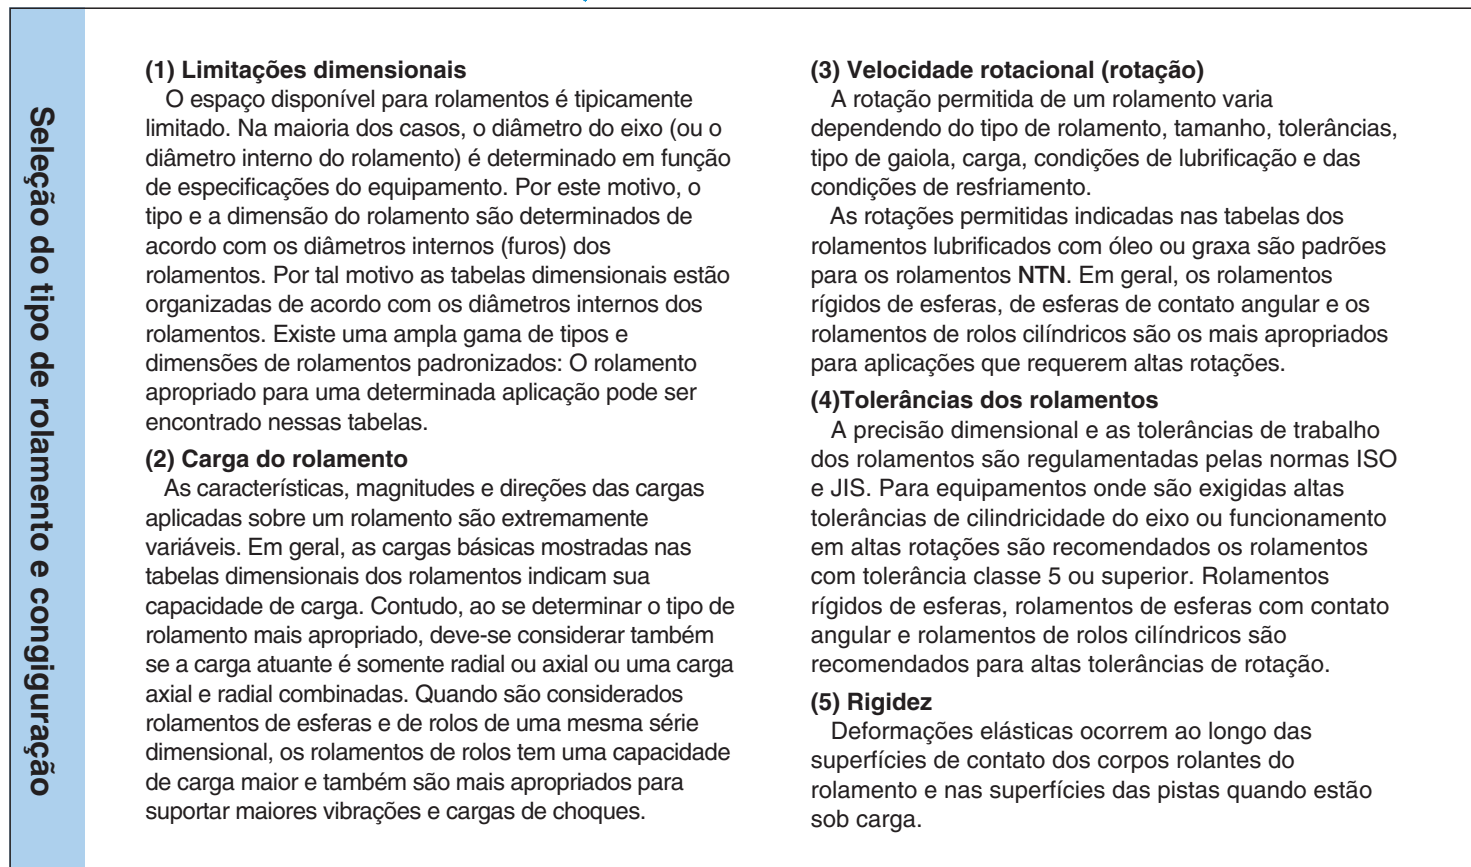 Seleção do tipo de rolamento e congiguração
(1) Limitações dimensionais
O espaço disponível para rolamentos é tipicamente
limitado. Na maioria dos casos, o diâmetro do eixo (ou o
diâmetro interno do rolamento) é determinado em função
de especificações do equipamento. Por este motivo, o
tipo e a dimensão do rolamento são determinados de
acordo com os diâmetros internos (furos) dos
rolamentos. Por tal motivo as tabelas dimensionais estão
organizadas de acordo com os diâmetros internos dos
rolamentos. Existe uma ampla gama de tipos e
dimensões de rolamentos padronizados: O rolamento
apropriado para uma determinada aplicação pode ser
encontrado nessas tabelas.
(2) Carga do rolamento
As características, magnitudes e direções das cargas
aplicadas sobre um rolamento são extremamente
variáveis. Em geral, as cargas básicas mostradas nas
tabelas dimensionais dos rolamentos indicam sua
capacidade de carga. Contudo, ao se determinar o tipo de
rolamento mais apropriado, deve-se considerar também
se a carga atuante é somente radial ou axial ou uma carga
axial e radial combinadas. Quando são considerados
rolamentos de esferas e de rolos de uma mesma série
dimensional, os rolamentos de rolos tem uma capacidade
de carga maior e também são mais apropriados para
suportar maiores vibrações e cargas de choques.
(3) Velocidade rotacional (rotação)
A rotação permitida de um rolamento varia
dependendo do tipo de rolamento, tamanho, tolerâncias,
tipo de gaiola, carga, condições de lubrificação e das
condições de resfriamento.
As rotações permitidas indicadas nas tabelas dos
rolamentos lubrificados com óleo ou graxa são padrões
para os rolamentos NTN. Em geral, os rolamentos
rígidos de esferas, de esferas de contato angular e os
rolamentos de rolos cilíndricos são os mais apropriados
para aplicações que requerem altas rotações.
(4)Tolerâncias dos rolamentos
A precisão dimensional e as tolerâncias de trabalho
dos rolamentos são regulamentadas pelas normas ISO
e JIS. Para equipamentos onde são exigidas altas
tolerâncias de cilindricidade do eixo ou funcionamento
em altas rotações são recomendados os rolamentos
com tolerância classe 5 ou superior. Rolamentos
rígidos de esferas, rolamentos de esferas com contato
angular e rolamentos de rolos cilíndricos são
recomendados para altas tolerâncias de rotação.
(5) Rigidez
Deformações elásticas ocorrem ao longo das
superfícies de contato dos corpos rolantes do
rolamento e nas superfícies das pistas quando estão
sob carga.